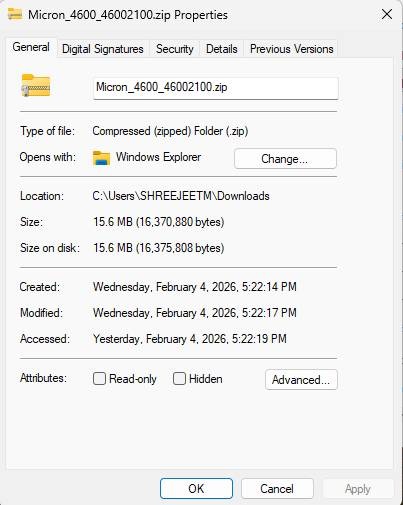 Micron_4600_46002100.zip Properties
General Digital Signatures Security Details Previous Versions
Micron_4600_46002100.zip
Type of file: Compressed (zipped) Folder (.zip)
Opens with: Windows Explorer Change...
Location: C:\Users\SHREEJEETM\Downloads
Size: 15.6 MB (16,370,880 bytes)
Size on disk: 15.6 MB (16,375,808 bytes)
Created: Wednesday, February 4, 2026, 5:22:14 PM
Modified: Wednesday, February 4, 2026, 5:22:17 PM
Accessed: Yesterday, February 4, 2026, 5:22:19 PM
Attributes: Read-only Hidden Advanced...
OK Cancel Apply